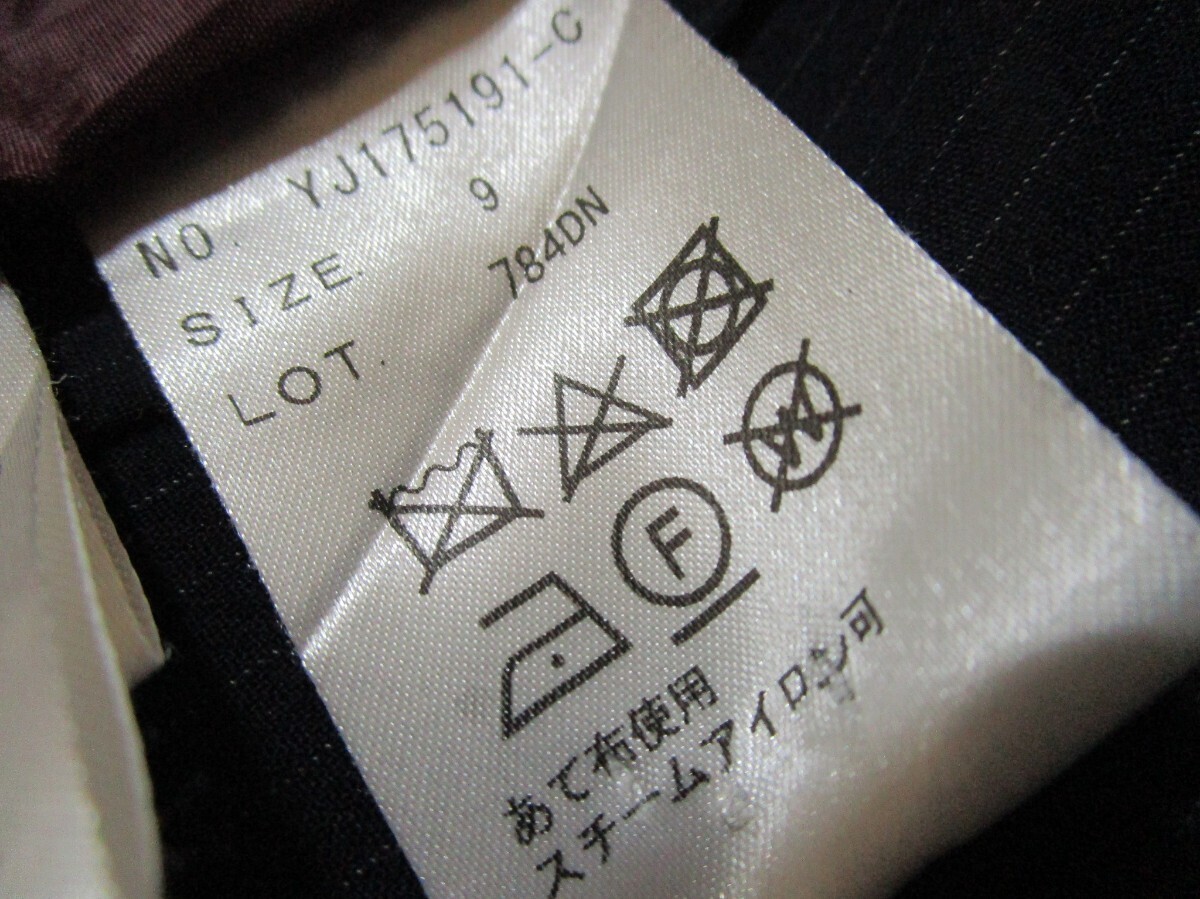 NO. YJ175191-C
SIZE. 9
LOT. 784DN
W
F
あて布使用
スチームアイロン可